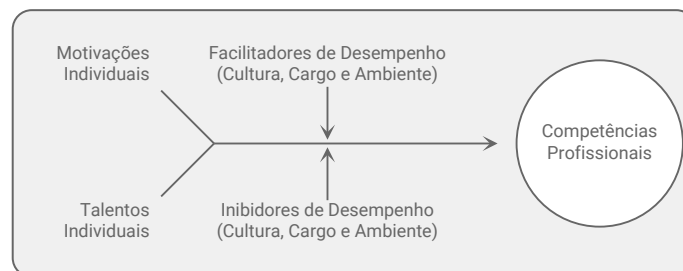 Motivações
Individuais
Facilitadores de Desempenho
(Cultura, Cargo e Ambiente)
Competências
Profissionais
Talentos
Individuais
Inibidores de Desempenho
(Cultura, Cargo e Ambiente)